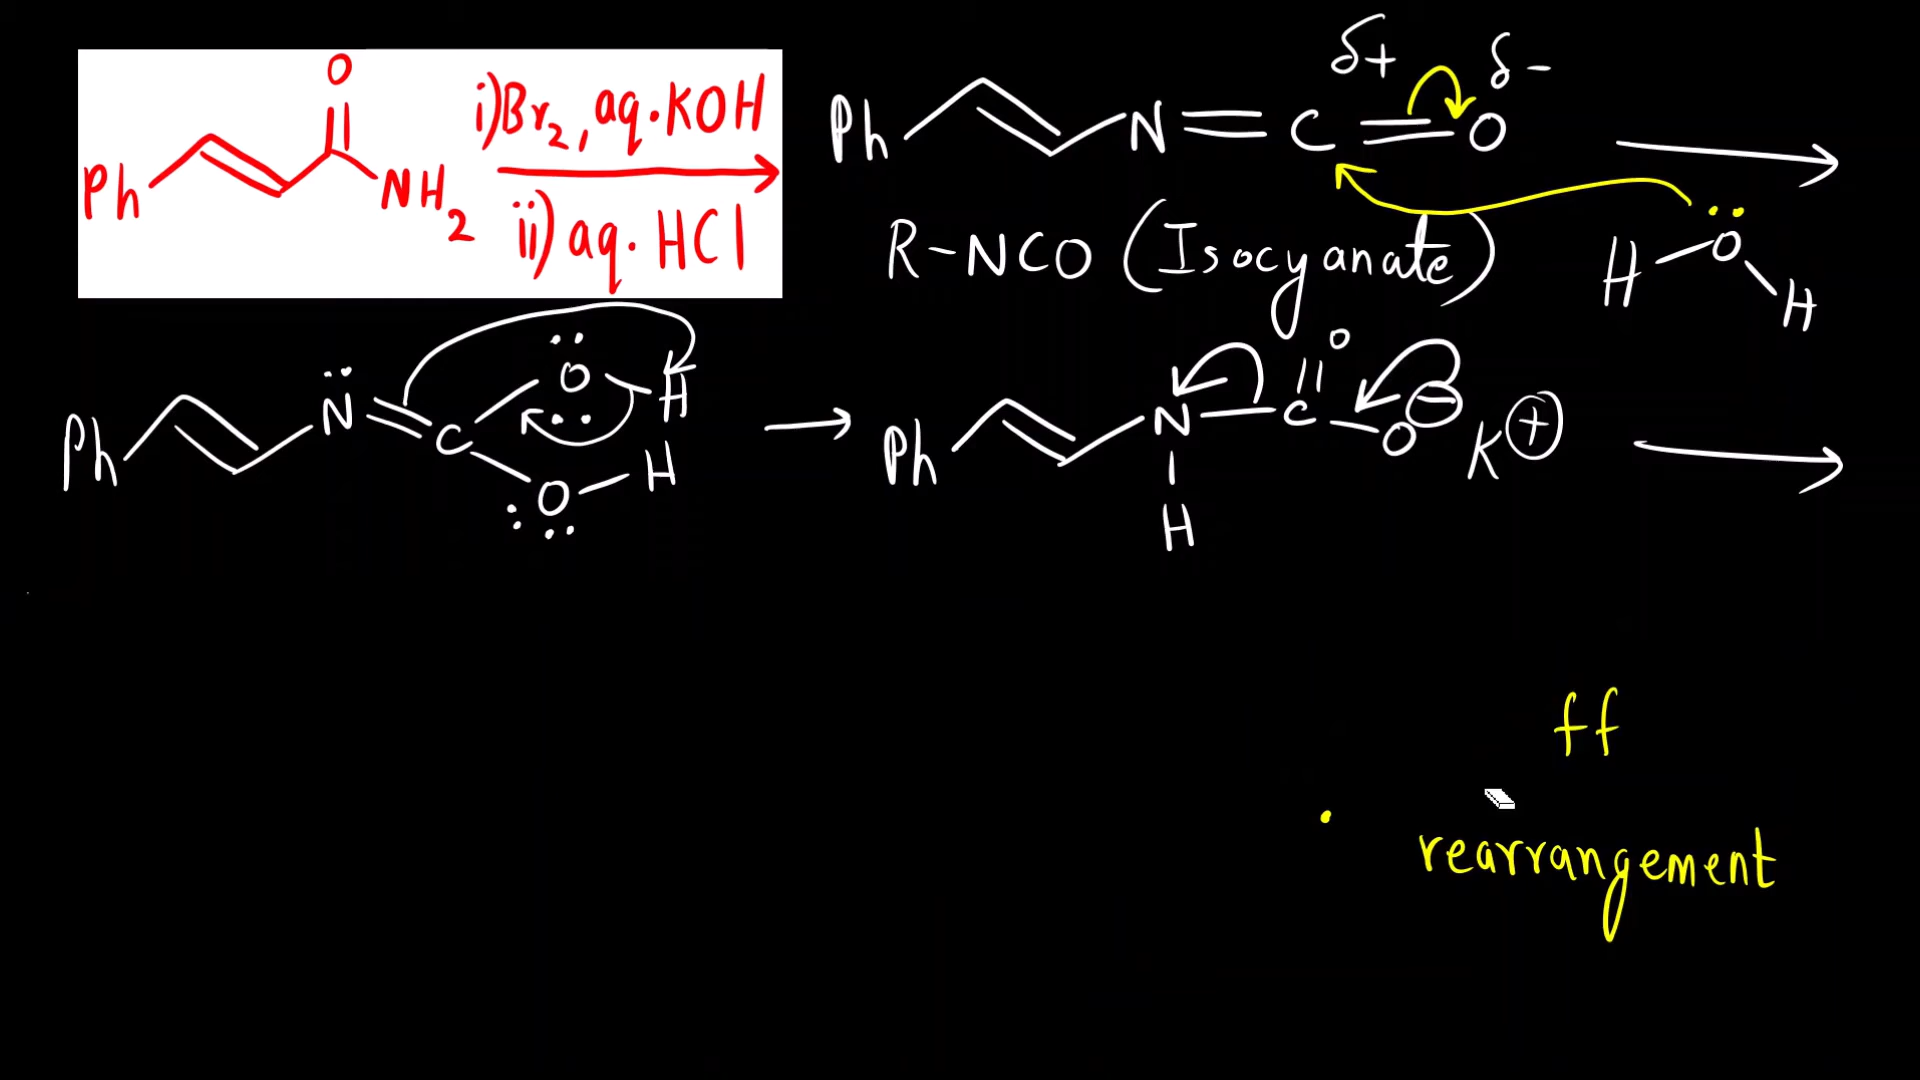 O
Ph NH2
i)Br2, aq.KOH
ii) aq. HCl
δ+ δ-
Ph N=C=O
R-NCO (Isocyanate)
O
H H
Ph N=C O H
O H
Ph N-C-O⊖ K⊕
O
H
ff
rearrangement